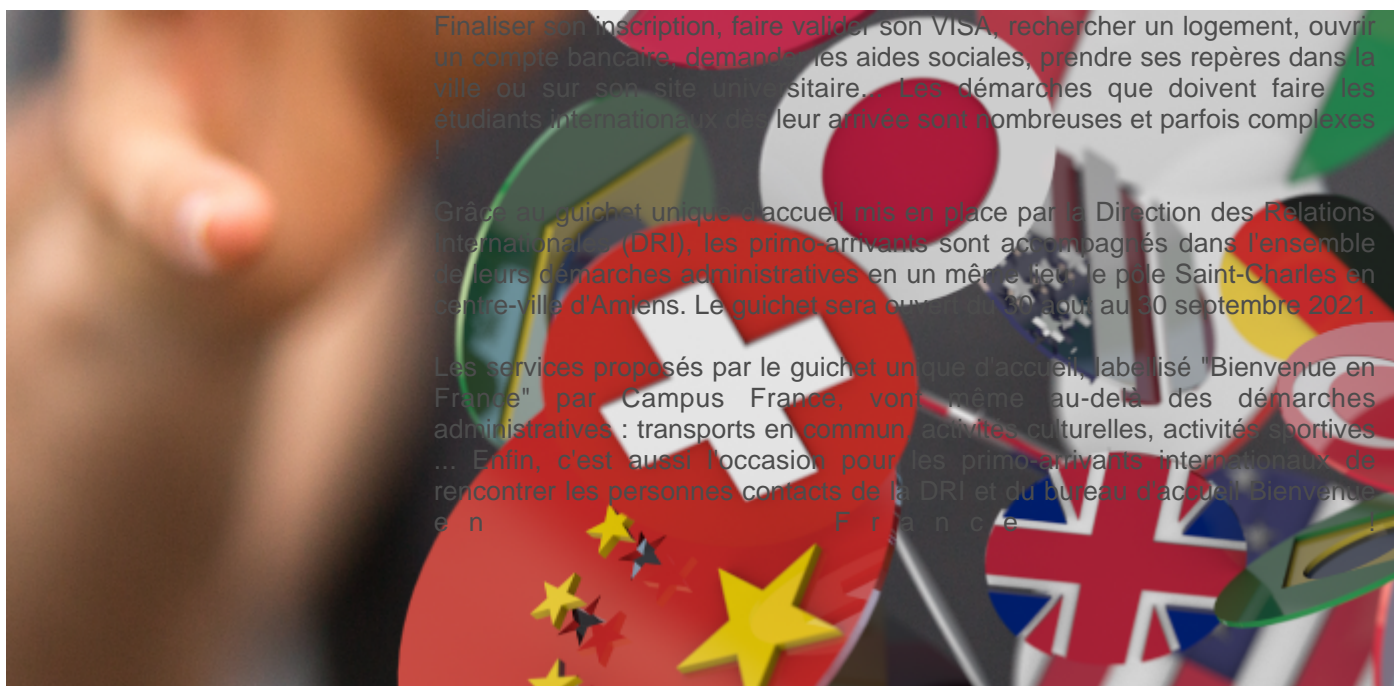 Finaliser son inscription, faire valider son VISA, rechercher un logement, ouvrir
un compte bancaire, demander les aides sociales, prendre ses repères dans la
ville ou sur son site universitaire... Les démarches que doivent faire les
étudiants internationaux dès leur arrivée sont nombreuses et parfois complexes
!
Grâce au guichet unique d'accueil mis en place par la Direction des Relations
Internationales (DRI), les primo-arrivants sont accompagnés dans l'ensemble
de leurs démarches administratives en un même lieu : le pôle Saint-Charles en
centre-ville d'Amiens. Le guichet sera ouvert du 30 août au 30 septembre 2021.
Les services proposés par le guichet unique d'accueil, labellisé "Bienvenue en
France" par Campus France, vont même au-delà des démarches
administratives : transports en commun, activités culturelles, activités sportives
... Enfin, c'est aussi l'occasion pour les primo-arrivants internationaux de
rencontrer les personnes contacts de la DRI et du bureau d'accueil Bienvenue
en France !